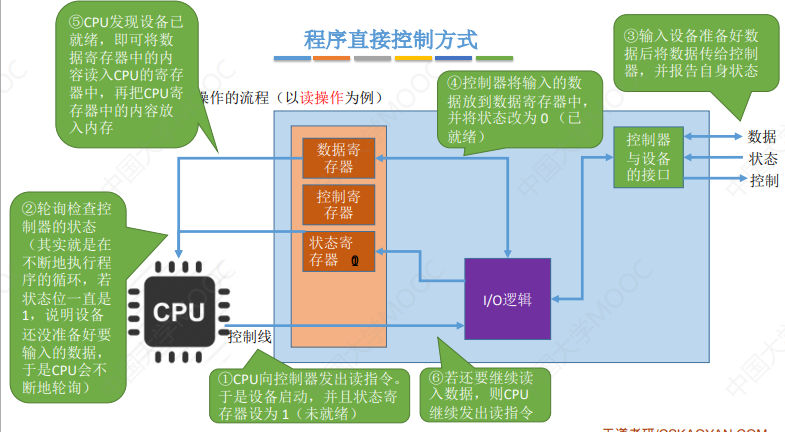 程序直接控制方式
⑤CPU发现设备已
就绪，即可将数
据寄存器中的内
容读入CPU的寄存
器中，再把CPU寄
存器中的内容放
入内存
操作的流程（以读操作为例）
④控制器将输入的数
据放到数据寄存器中，
并将状态改为 0 （已
就绪）
③输入设备准备好数
据后将数据传给控制
器，并报告自身状态
数据寄
存器
控制寄
存器
状态寄
存器
控制器
与设备
的接口
数据
状态
控制
②轮询检查控
制器的状态
（其实就是在
不断地执行程
序的循环，若
状态位一直是
1，说明设备
还没准备好要
输入的数据，
于是CPU会不
断地轮询）
CPU
I/O逻辑
控制线
①CPU向控制器发出读指令。
于是设备启动，并且状态寄
存器设为 1（未就绪）
⑥若还要继续读
入数据，则CPU
继续发出读指令
中国大学MOOC